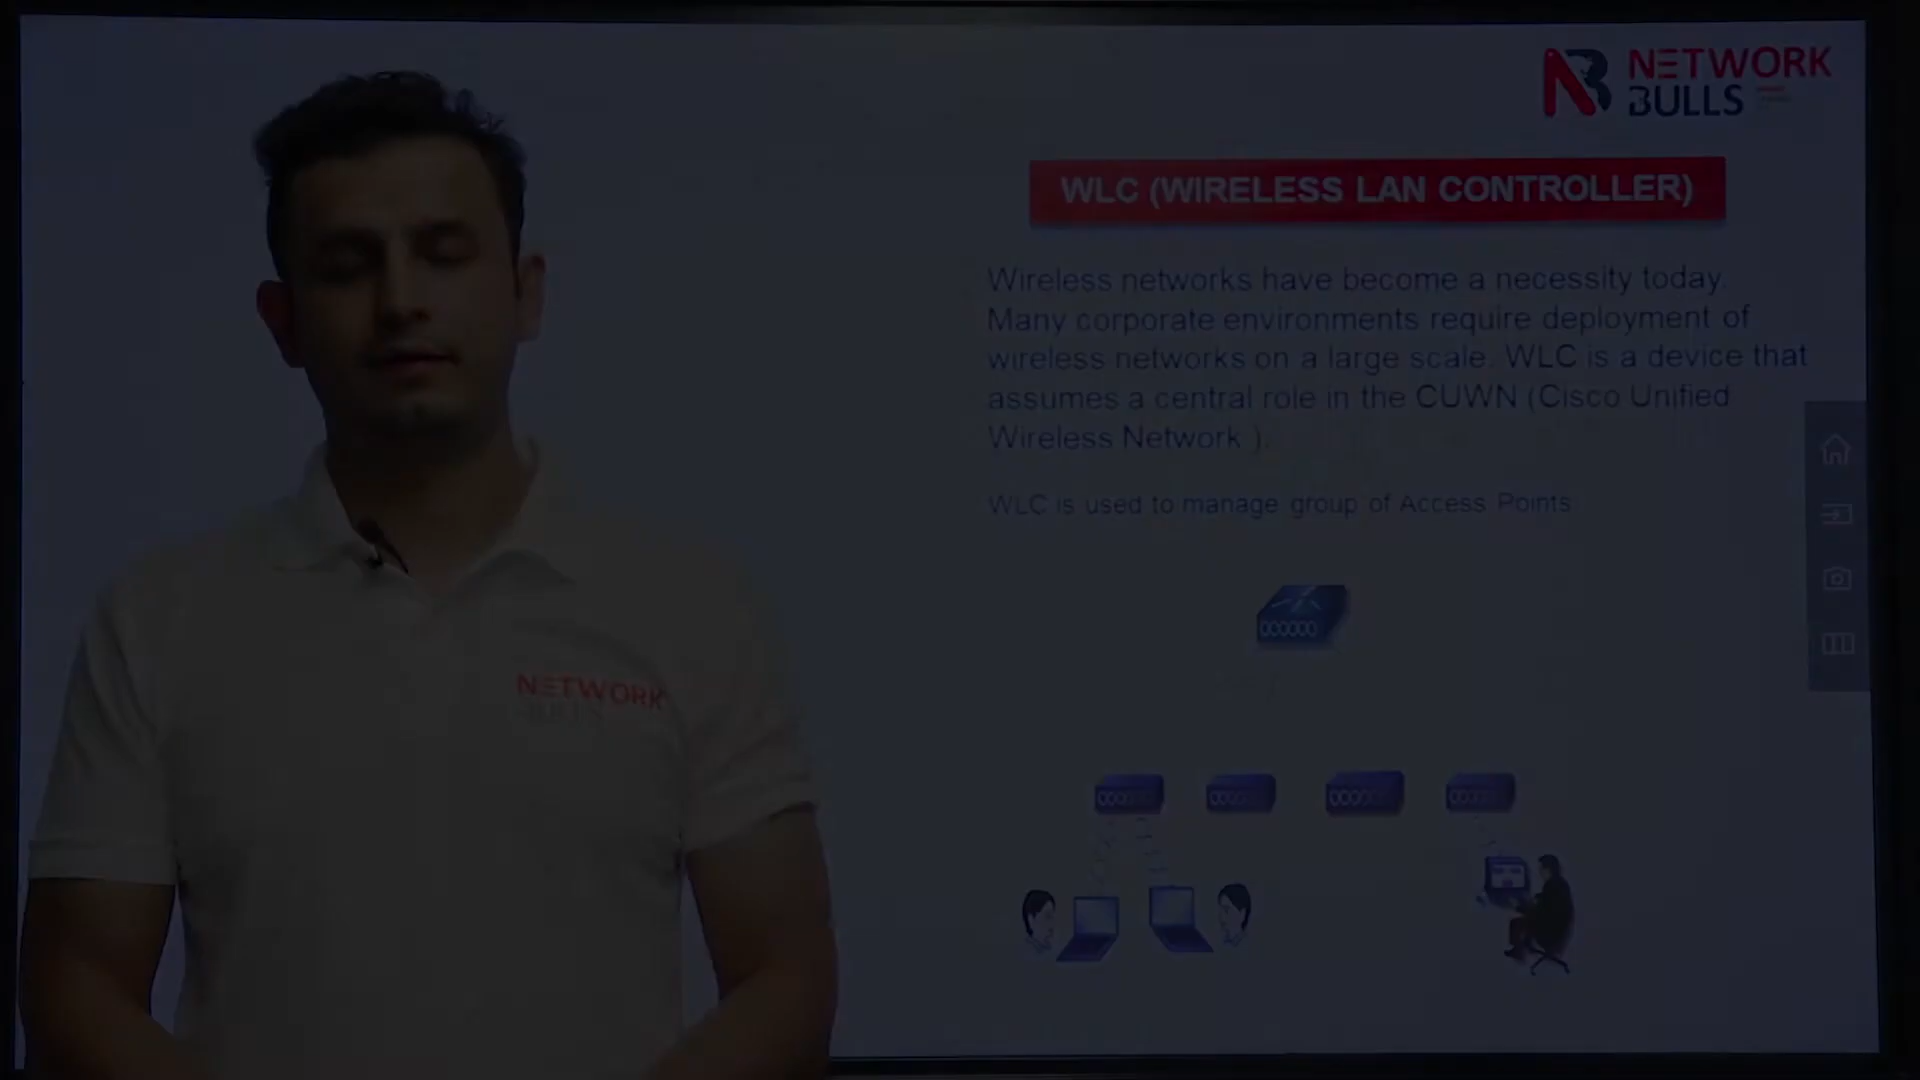 NETWORK
BULLS
WLC (WIRELESS LAN CONTROLLER)
Wireless networks have become a necessity today.
Many corporate environments require deployment of
wireless networks on a large scale. WLC is a device that
assumes a central role in the CUWN (Cisco Unified
Wireless Network ).
WLC is used to manage group of Access Points
NETWORK
BULLS